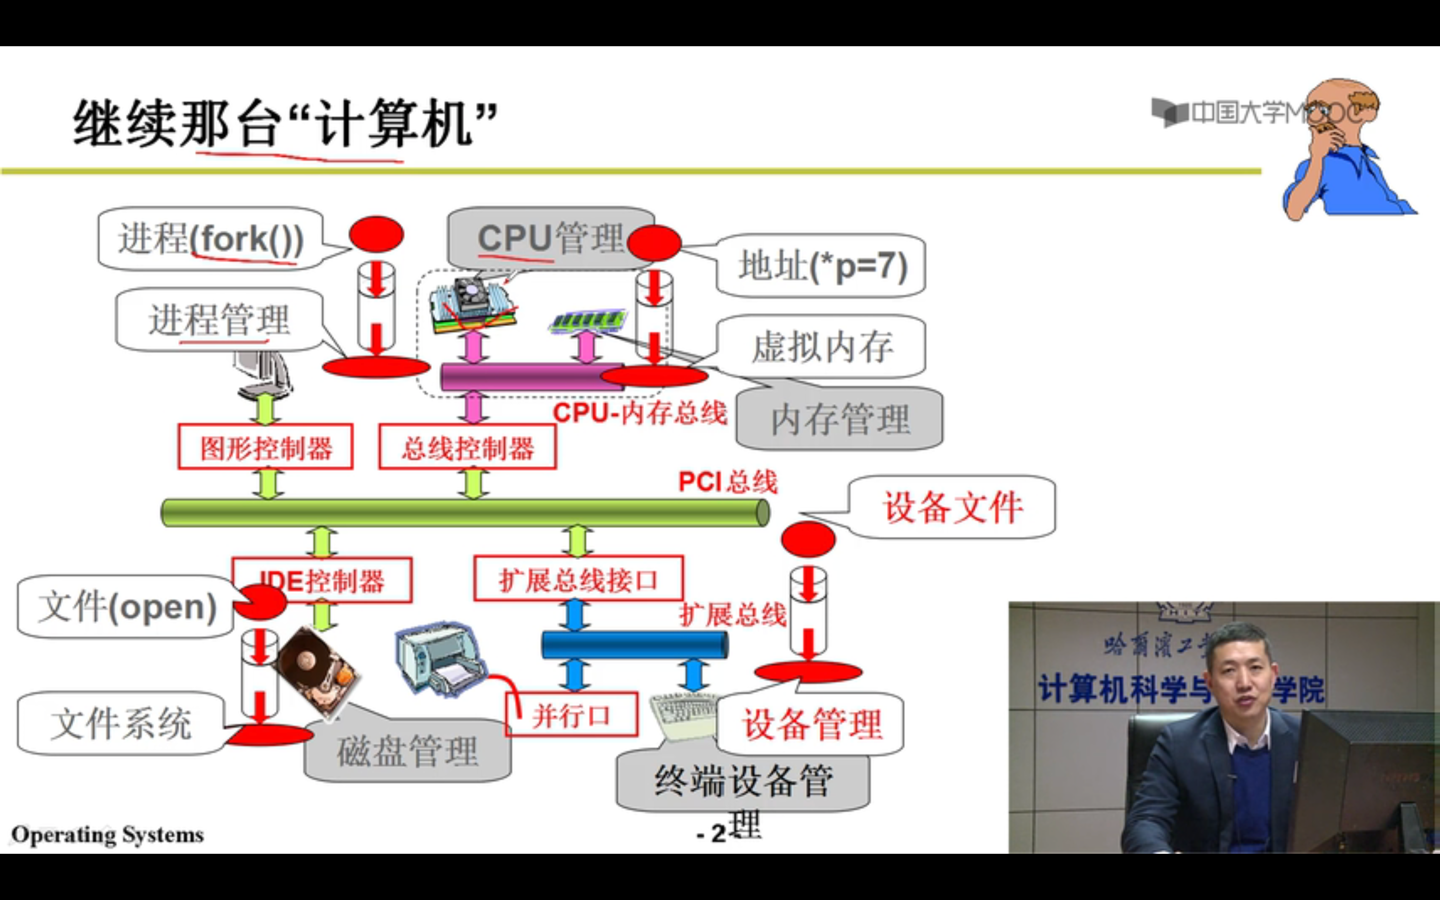 继续那台“计算机”
中国大学MOOC
进程(fork())
CPU管理
地址(*p=7)
进程管理
虚拟内存
CPU-内存总线
内存管理
图形控制器
总线控制器
PCI总线
设备文件
IDE控制器
扩展总线接口
文件(open)
扩展总线
文件系统
并行口
设备管理
磁盘管理
终端设备管
理
Operating Systems
- 2 -
哈尔滨工
计算机科学与
学院